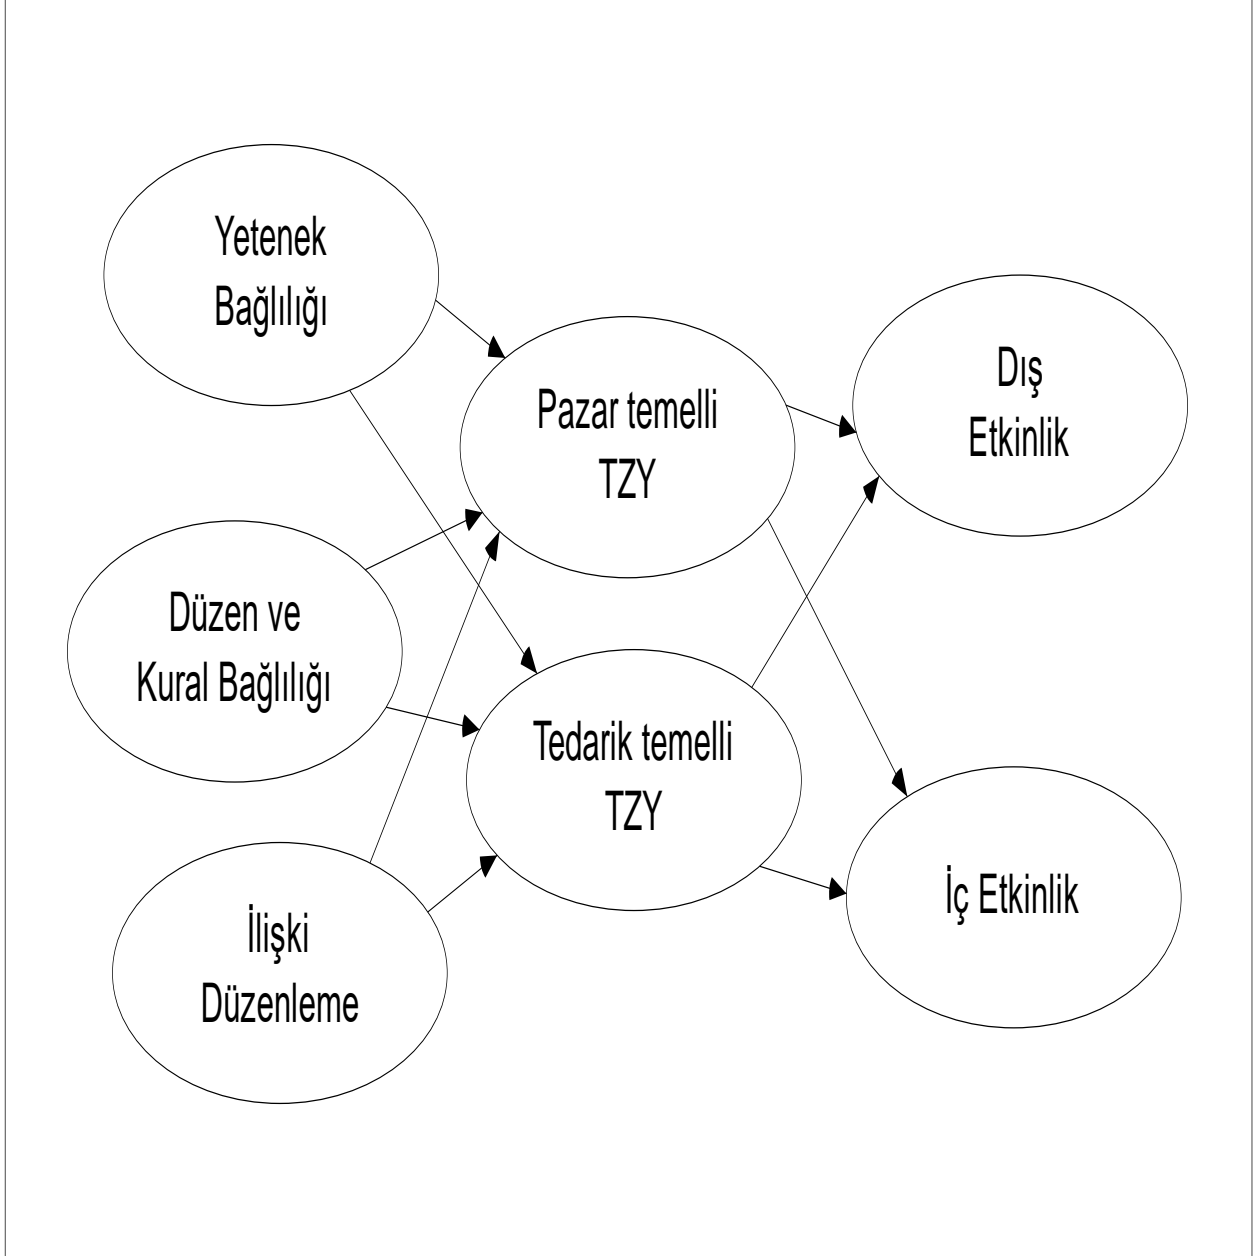 Yetenek
Bağlılığı
Düzen ve
Kural Bağlılığı
İlişki
Düzenleme
Pazar temelli
TZY
Tedarik temelli
TZY
Dış
Etkinlik
İç Etkinlik